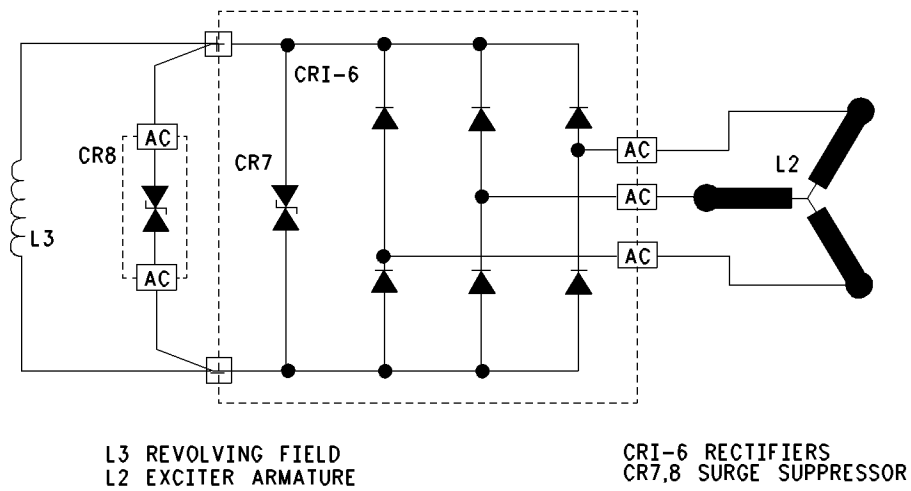 CRI-6
AC
CR8
CR7
AC
L2
AC
L3
AC
AC
L3 REVOLVING FIELD
L2 EXCITER ARMATURE
CRI-6 RECTIFIERS
CR7,8 SURGE SUPPRESSOR